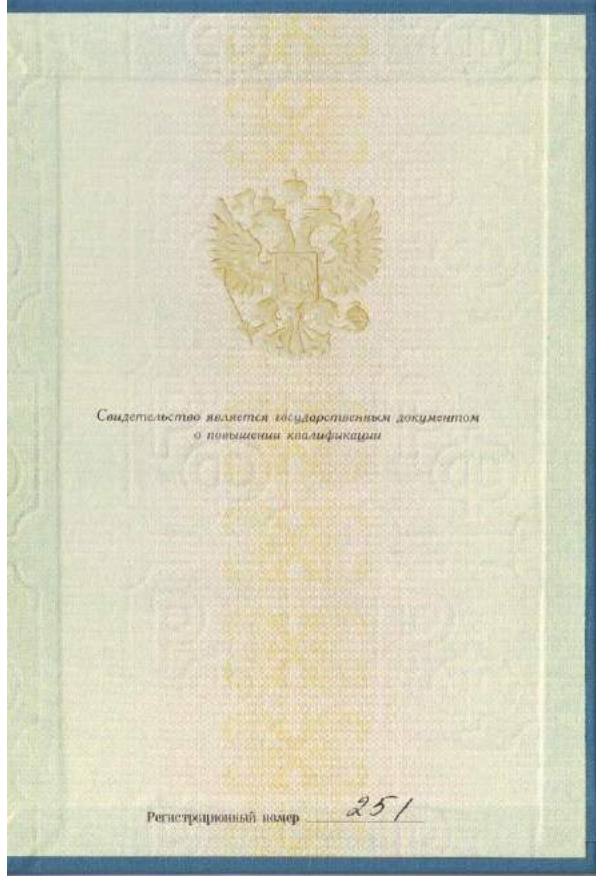 Свидетельство является государственным документом
о повышении квалификации
Регистрационный номер 251